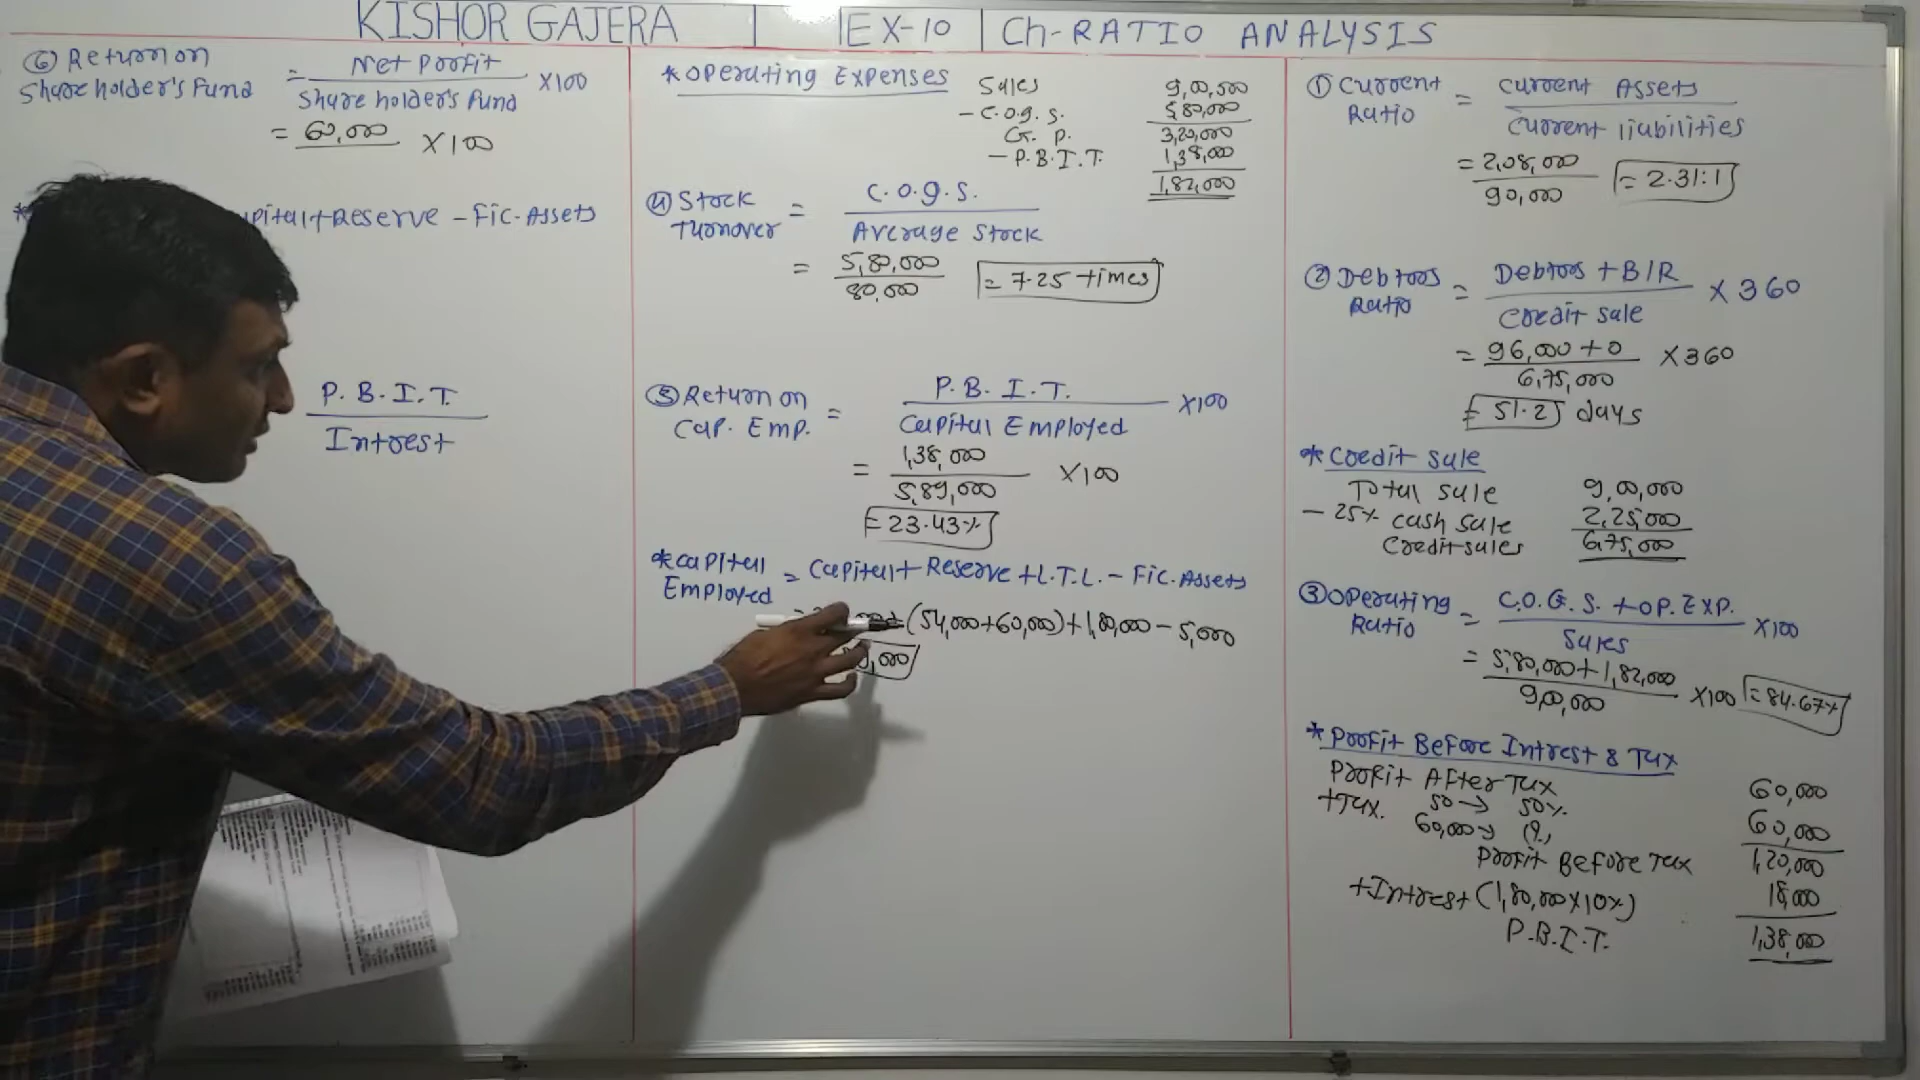 KISHOR GAJERA | EX-10 | Ch-RATIO ANALYSIS
⑥ Return on Shareholder's Fund = Net Profit / Shareholder's Fund ×100
= 60,000 / ×100
Capital+Reserve - Fic. Assets
P. B. I. T. / Intrest
* Operating Expenses
Sales 9,00,000
- C.O.g.S. 5,80,000
G. P. 3,20,000
- P.B.I.T. 1,38,000
1,82,000
④ Stock Turnover = C.O.g.S. / Average Stock
= 5,80,000 / 80,000 = 7.25 times
⑤ Return on Cap. Emp. = P. B. I. T. / Capital Employed ×100
= 1,38,000 / 5,89,000 ×100
= 23.43%
* Capital Employed = Capital + Reserve + L.T.L. - Fic. Assets
(54,000+60,000)+1,80,000 - 5,000
① Current Ratio = Current Assets / Current liabilities
= 2,08,000 / 90,000 = 2.31:1
② Debtors Ratio = Debtors + B/R / Credit Sale × 360
= 96,000 + 0 / 6,75,000 × 360
= 51.2 days
* Credit Sale
Total Sale 9,00,000
- 25% Cash Sale 2,25,000
Credit sales 6,75,000
③ Operating Ratio = C.O.G.S. + OP. EXP. / Sales ×100
= 5,80,000 + 1,82,000 / 9,00,000 ×100 = 84.67%
* Profit Before Intrest & Tax
Profit After Tax 60,000
+Tax. 50 → 50% 60,000
60,000 → (?)
Profit Before Tax 1,20,000
+Intrest (1,80,000×10%) 18,000
P.B.I.T. 1,38,000